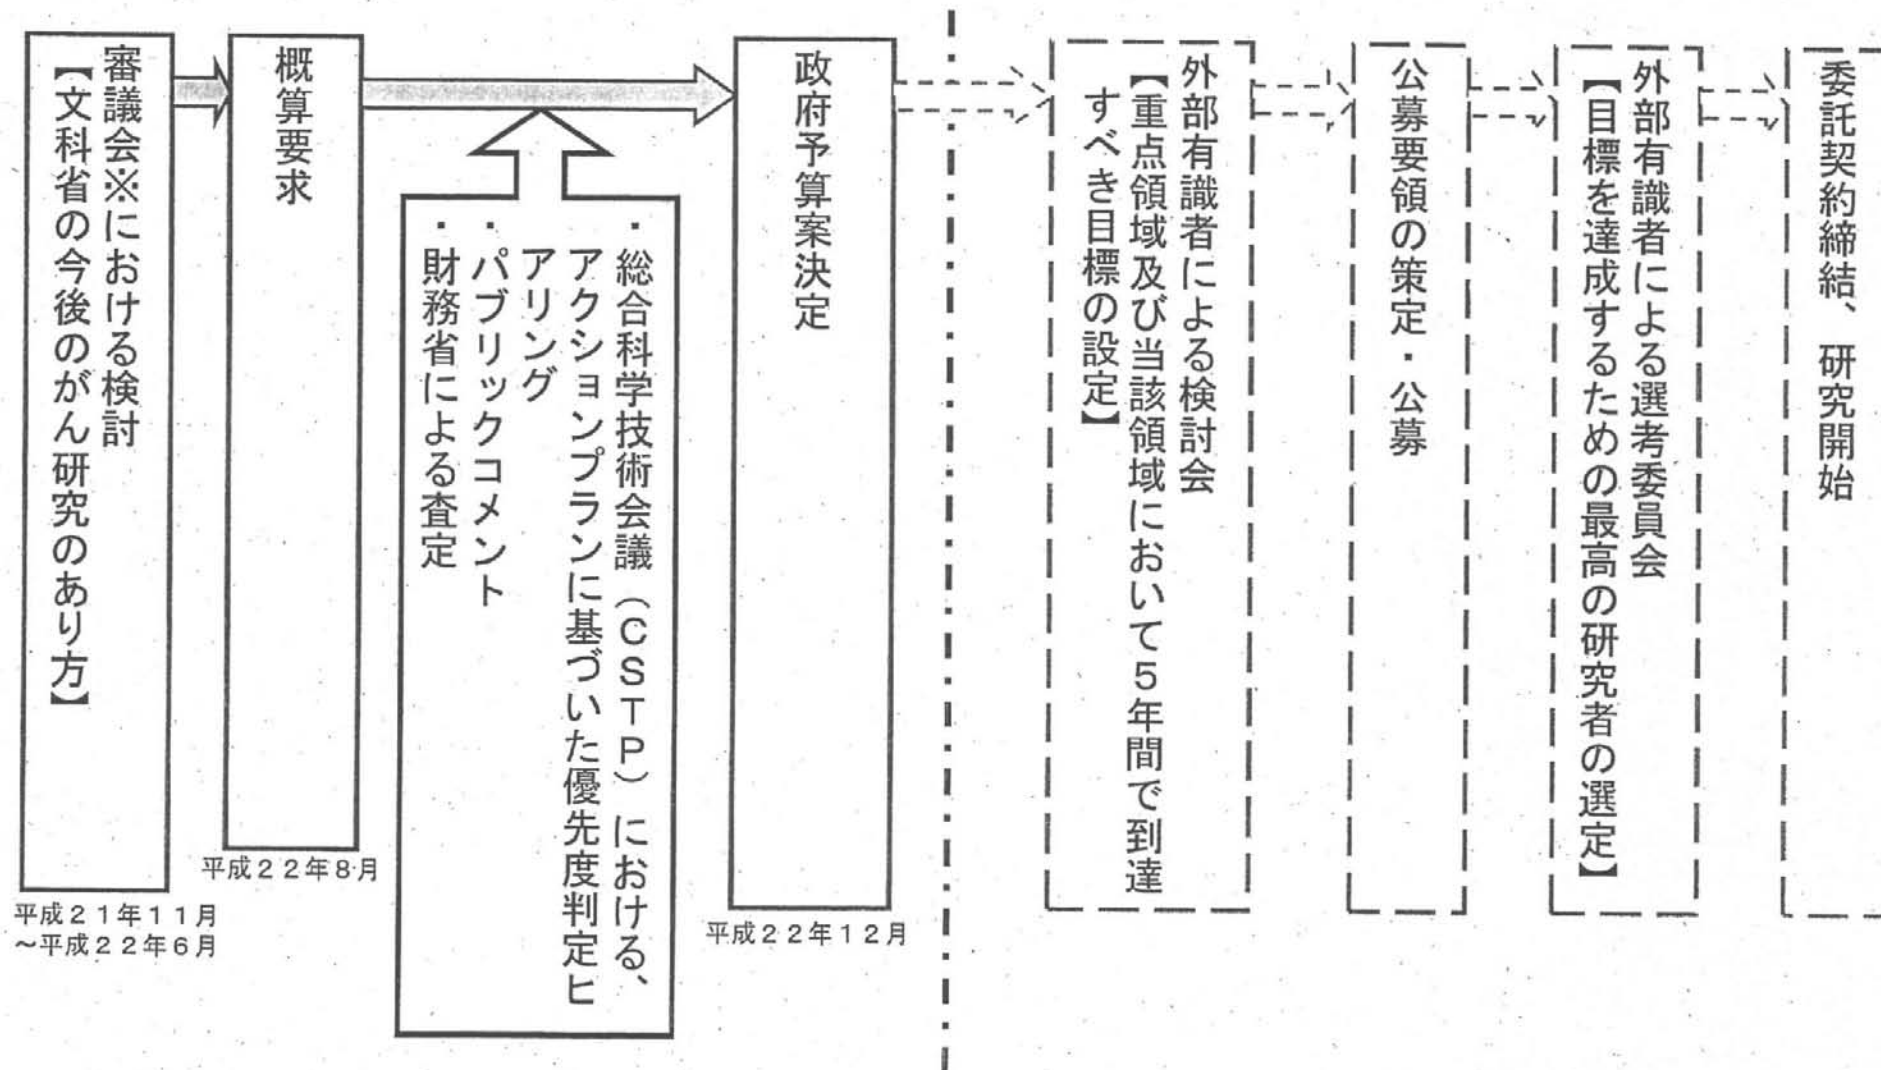 審議会※における検討
【文科省の今後のがん研究のあり方】
平成21年11月
～平成22年6月
概算要求
平成22年8月
・総合科学技術会議（CSTP）における、
アクションプランに基づいた優先度判定ヒ
アリング
・パブリックコメント
・財務省による査定
政府予算案決定
平成22年12月
外部有識者による検討会
【重点領域及び当該領域において5年間で到達
すべき目標の設定】
公募要領の策定・公募
外部有識者による選考委員会
【目標を達成するための最高の研究者の選定】
委託契約締結、研究開始